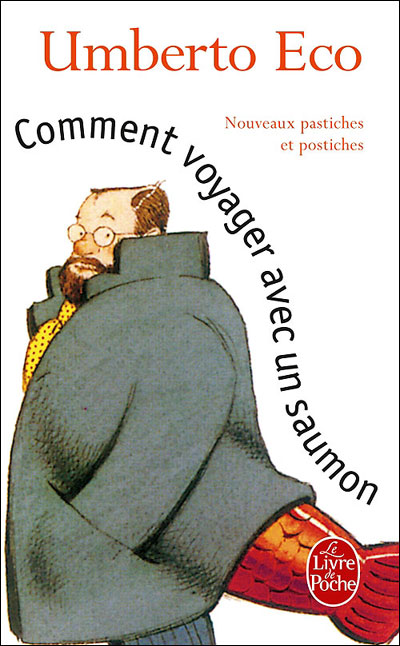 Umberto Eco
Nouveaux pastiches
et postiches
Comment voyager avec un saumon
Le
Livre
de
Poche